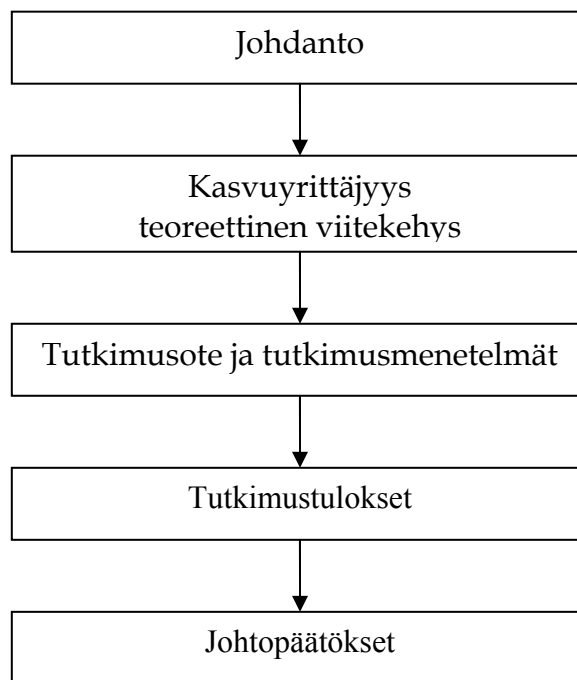 Johdanto
Kasvuyrittäjyys
teoreettinen viitekehys
Tutkimusote ja tutkimusmenetelmät
Tutkimustulokset
Johtopäätökset